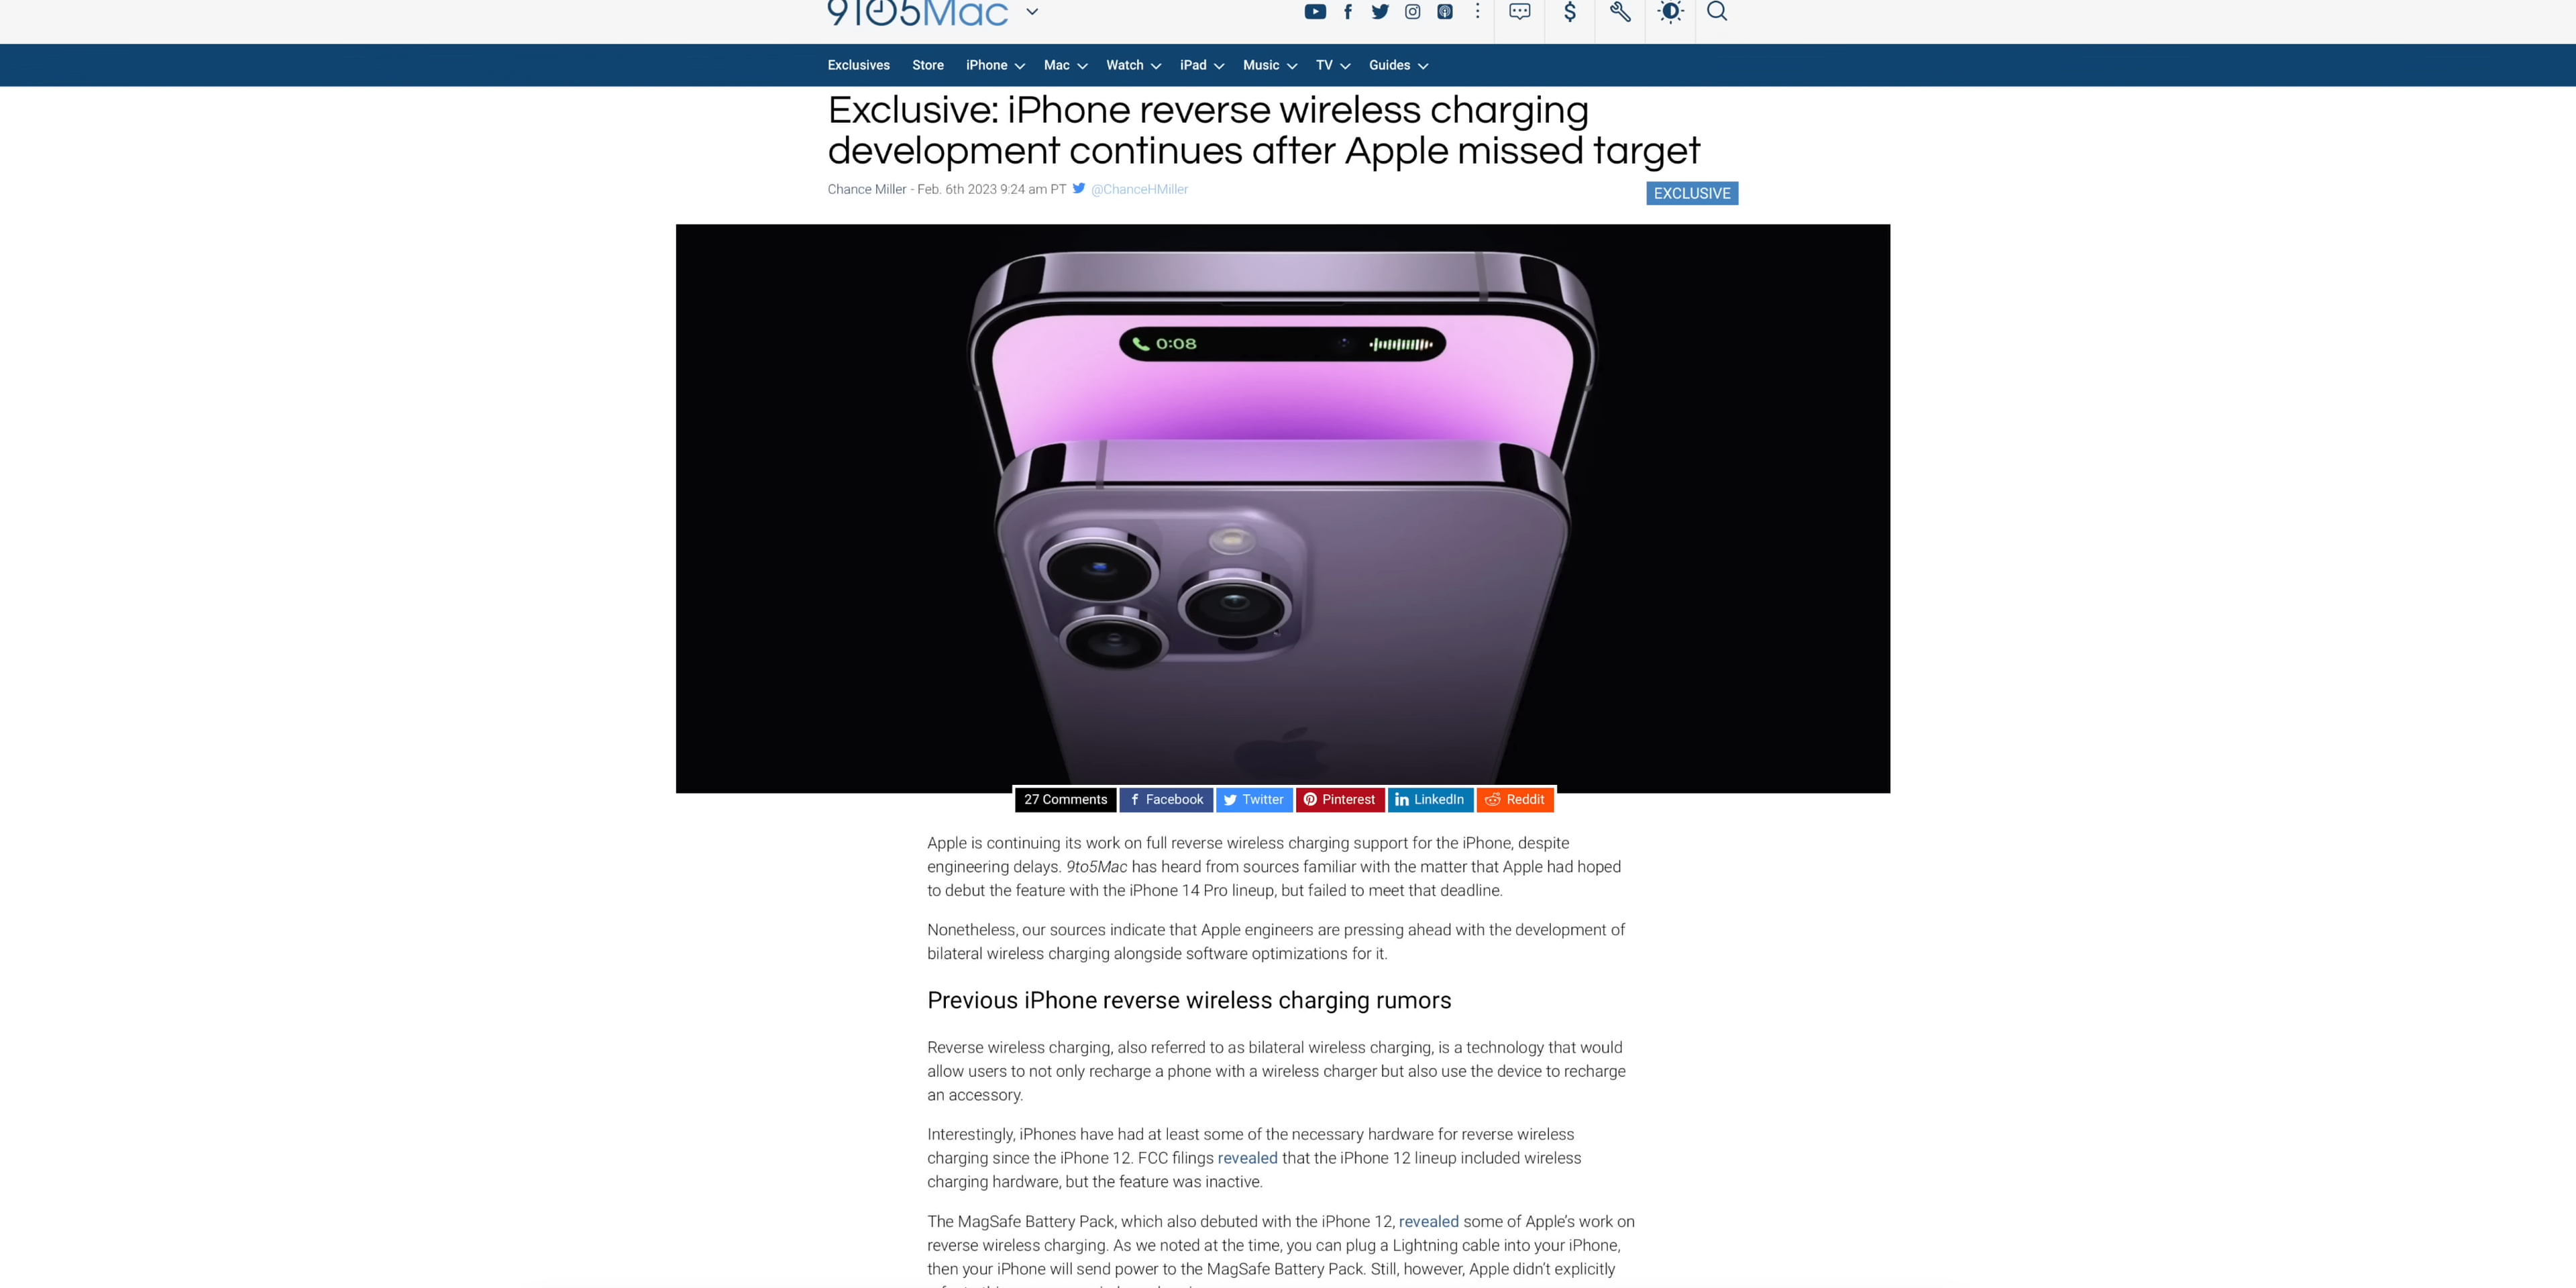 9TO5Mac
Exclusives Store iPhone Mac Watch iPad Music TV Guides
Exclusive: iPhone reverse wireless charging
development continues after Apple missed target
Chance Miller - Feb. 6th 2023 9:24 am PT @ChanceHMiller
EXCLUSIVE
0:08
27 Comments Facebook Twitter Pinterest LinkedIn Reddit
Apple is continuing its work on full reverse wireless charging support for the iPhone, despite
engineering delays. 9to5Mac has heard from sources familiar with the matter that Apple had hoped
to debut the feature with the iPhone 14 Pro lineup, but failed to meet that deadline.
Nonetheless, our sources indicate that Apple engineers are pressing ahead with the development of
bilateral wireless charging alongside software optimizations for it.
Previous iPhone reverse wireless charging rumors
Reverse wireless charging, also referred to as bilateral wireless charging, is a technology that would
allow users to not only recharge a phone with a wireless charger but also use the device to recharge
an accessory.
Interestingly, iPhones have had at least some of the necessary hardware for reverse wireless
charging since the iPhone 12. FCC filings revealed that the iPhone 12 lineup included wireless
charging hardware, but the feature was inactive.
The MagSafe Battery Pack, which also debuted with the iPhone 12, revealed some of Apple's work on
reverse wireless charging. As we noted at the time, you can plug a Lightning cable into your iPhone,
then your iPhone will send power to the MagSafe Battery Pack. Still, however, Apple didn't explicitly